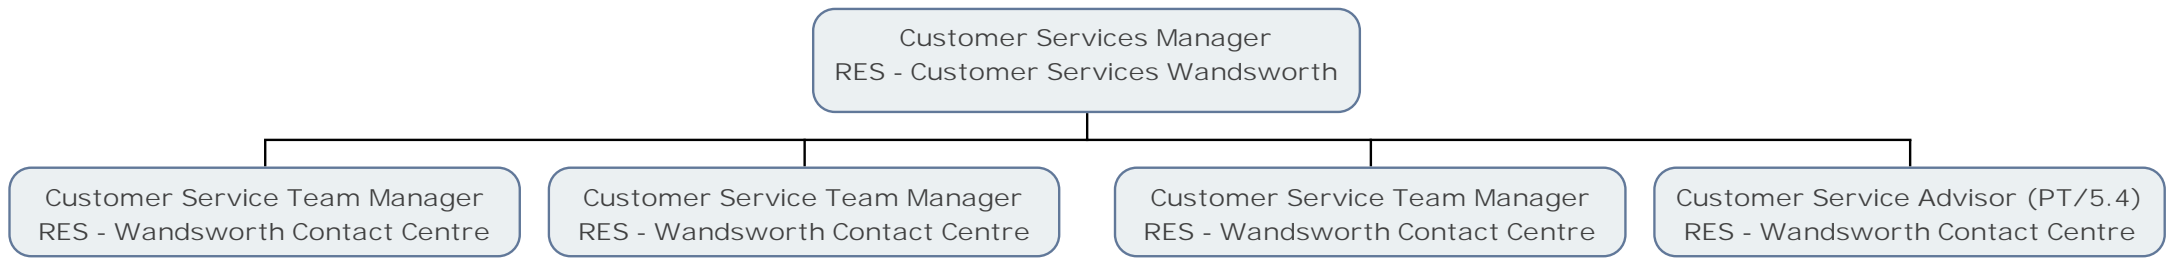 Customer Services Manager
RES - Customer Services Wandsworth
Customer Service Team Manager
RES - Wandsworth Contact Centre
Customer Service Team Manager
RES - Wandsworth Contact Centre
Customer Service Team Manager
RES - Wandsworth Contact Centre
Customer Service Advisor (PT/5.4)
RES - Wandsworth Contact Centre